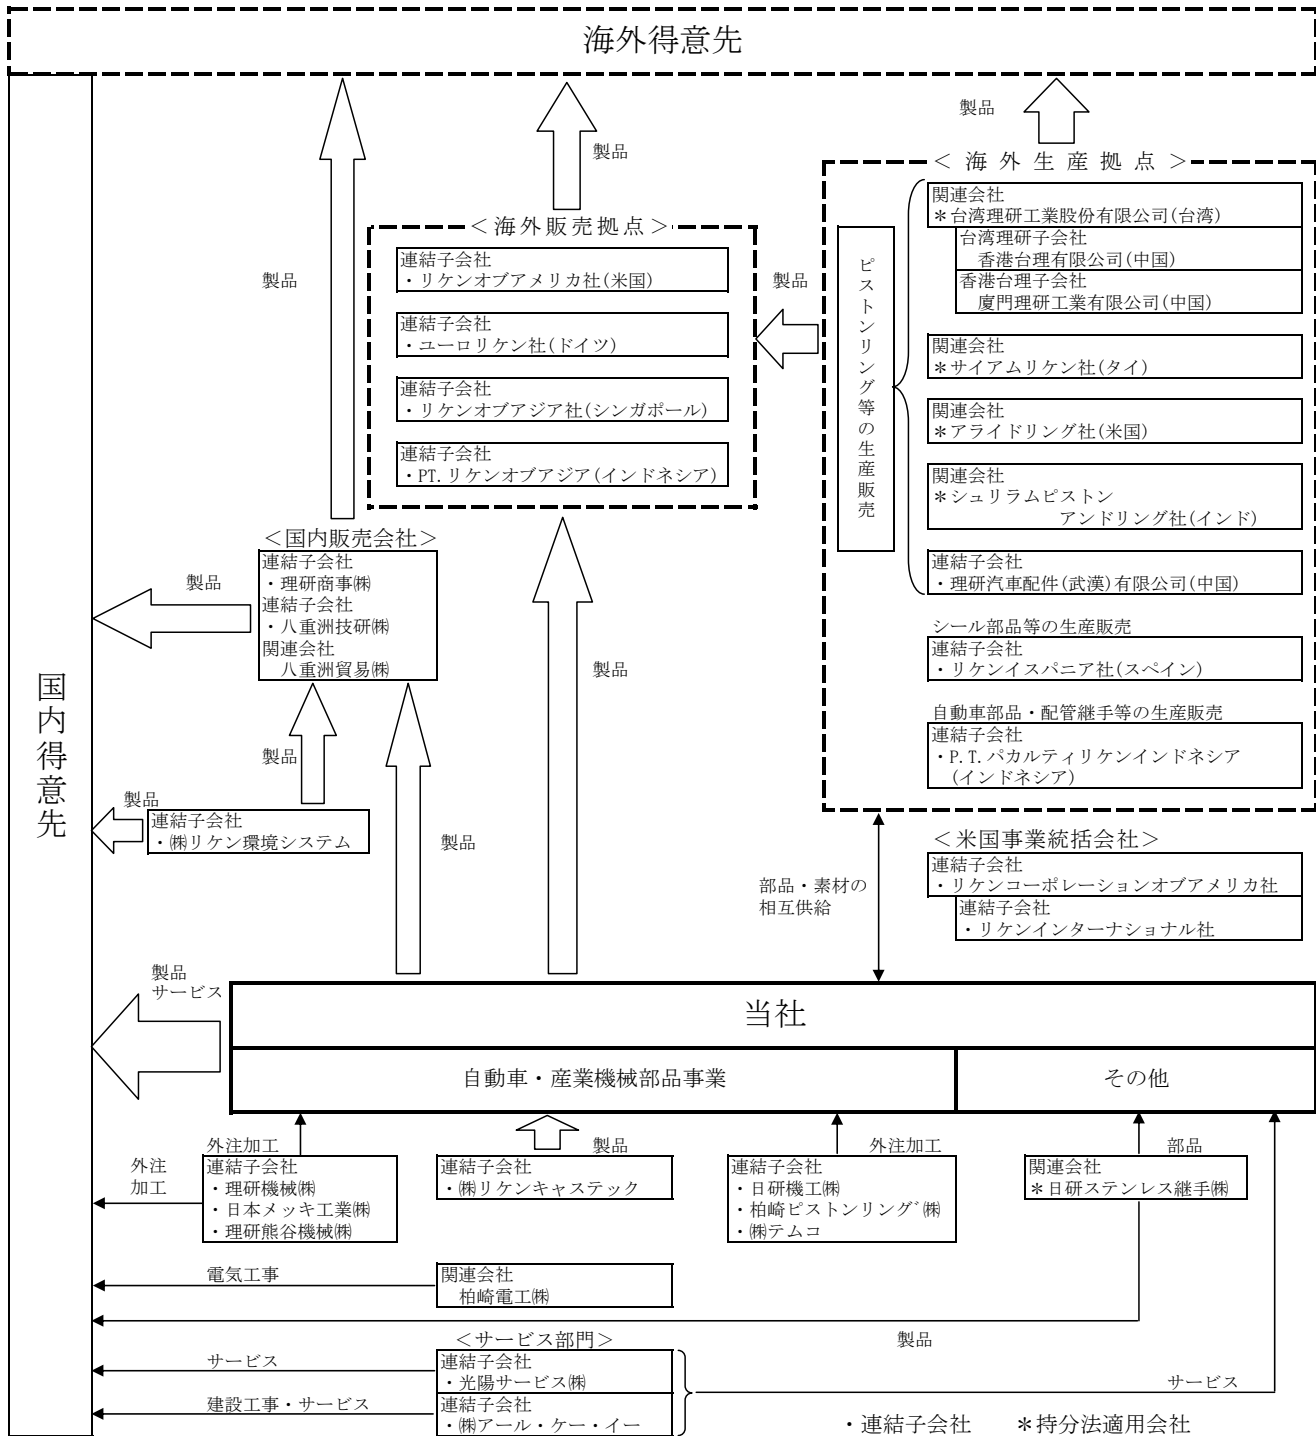 海外得意先
製品
製品
製品
＜海外生産拠点＞
関連会社
＊台湾理研工業股份有限公司(台湾)
台湾理研子会社
香港台理有限公司(中国)
香港台理子会社
廈門理研工業有限公司(中国)
関連会社
＊サイアムリケン社(タイ)
関連会社
＊アライドリング社(米国)
関連会社
＊シュリラムピストン
アンドリング社(インド)
連結子会社
・理研汽車配件(武漢)有限公司(中国)
ピストンリング等の生産販売
シール部品等の生産販売
連結子会社
・リケンイスパニア社(スペイン)
自動車部品・配管継手等の生産販売
連結子会社
・P.T.パカルティリケンインドネシア
(インドネシア)
製品
＜海外販売拠点＞
連結子会社
・リケンオブアメリカ社(米国)
連結子会社
・ユーロリケン社(ドイツ)
連結子会社
・リケンオブアジア社(シンガポール)
連結子会社
・PT.リケンオブアジア(インドネシア)
＜国内販売会社＞
連結子会社
・理研商事㈱
連結子会社
・八重洲技研㈱
関連会社
八重洲貿易㈱
製品
製品
国内得意先
製品
製品
連結子会社
・㈱リケン環境システム
製品
部品・素材の
相互供給
＜米国事業統括会社＞
連結子会社
・リケンコーポレーションオブアメリカ社
連結子会社
・リケンインターナショナル社
製品
サービス
当社
自動車・産業機械部品事業
その他
外注加工
外注
加工
連結子会社
・理研機械㈱
・日本メッキ工業㈱
・理研熊谷機械㈱
製品
連結子会社
・㈱リケンキャステック
外注加工
連結子会社
・日研機工㈱
・柏崎ピストンリング㈱
・㈱テムコ
部品
関連会社
＊日研ステンレス継手㈱
電気工事
関連会社
柏崎電工㈱
製品
＜サービス部門＞
サービス
連結子会社
・光陽サービス㈱
建設工事・サービス
連結子会社
・㈱アール・ケー・イー
サービス
・連結子会社　＊持分法適用会社